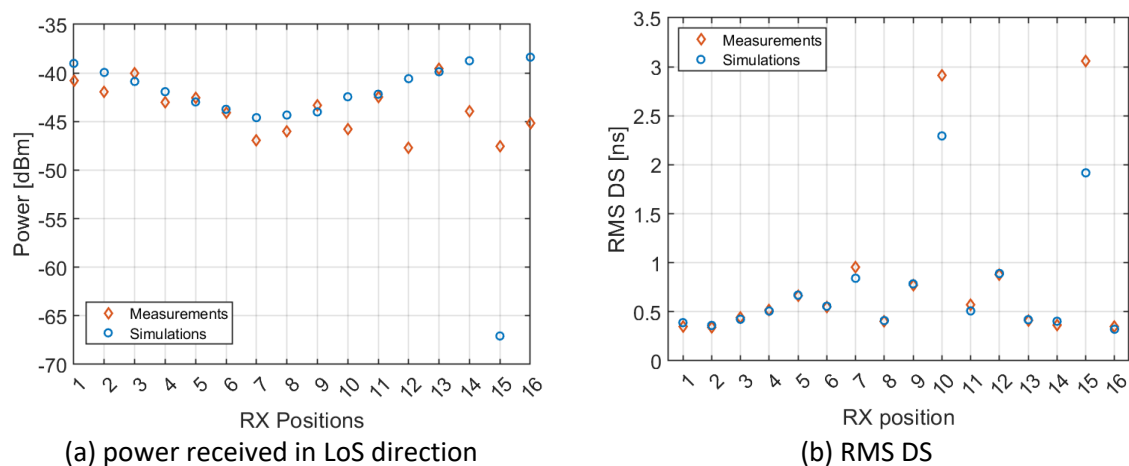 -35
-40
-45
-50
-55
-60
-65
-70
Power [dBm]
Measurements
Simulations
1 2 3 4 5 6 7 8 9 10 11 12 13 14 15 16
RX Positions
(a) power received in LoS direction
3.5
3
2.5
2
1.5
1
0.5
0
RMS DS [ns]
Measurements
Simulations
1 2 3 4 5 6 7 8 9 10 11 12 13 14 15 16
RX position
(b) RMS DS